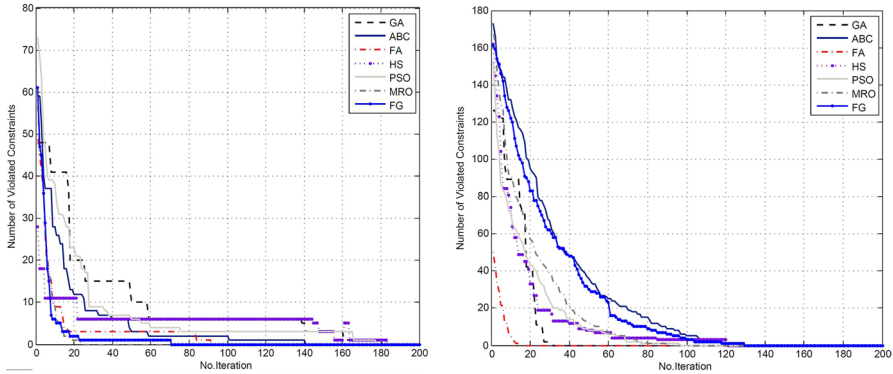 80
70
60
50
40
30
20
10
0
Number of Violated Constraints
0 20 40 60 80 100 120 140 160 180 200
No.Iteration
GA
ABC
FA
HS
PSO
MRO
FG
180
160
140
120
100
80
60
40
20
0
Number of Violated Constraints
0 20 40 60 80 100 120 140 160 180 200
No.Iteration
GA
ABC
FA
HS
PSO
MRO
FG